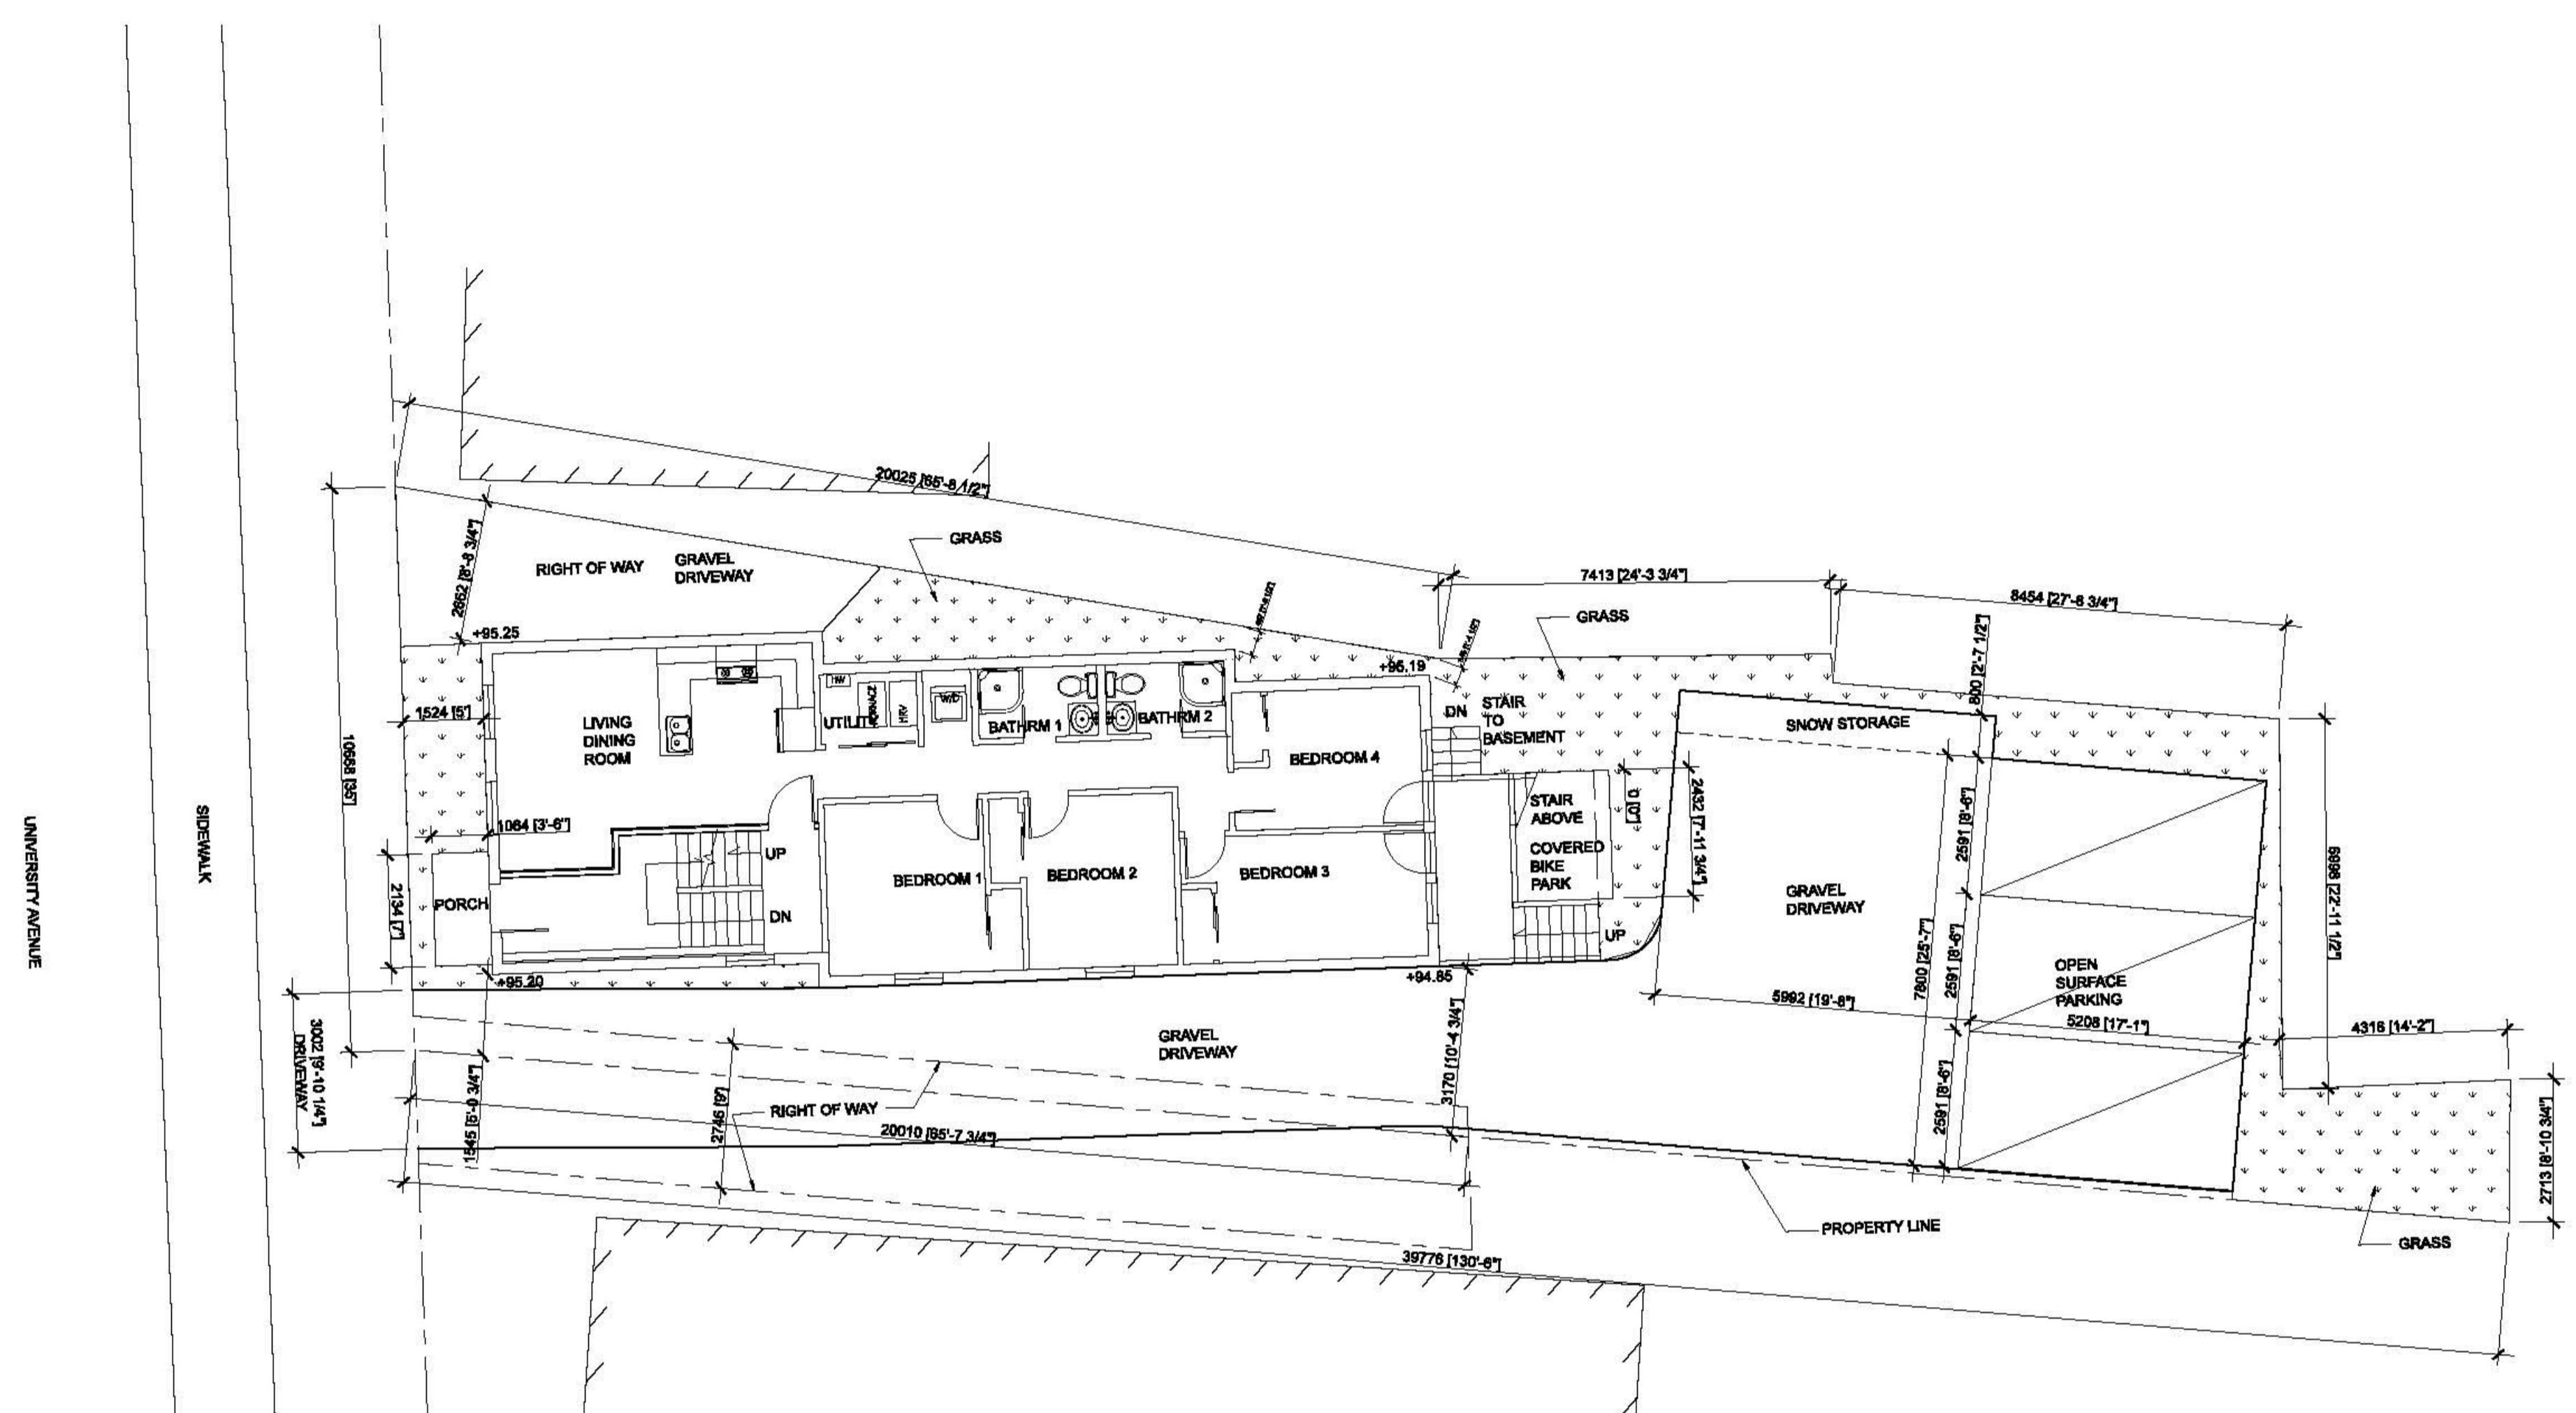 UNIVERSITY AVENUE
SIDEWALK
20025 [65'-8 1/2"]
2662 [8'-8 3/4"]
RIGHT OF WAY
GRAVEL
DRIVEWAY
GRASS
7413 [24'-3 3/4"]
8454 [27'-8 3/4"]
GRASS
800 [2'-7 1/2"]
+95.25
+95.19
1524 [5']
10668 [35']
LIVING
DINING
ROOM
UTILITY
HW
FURNACE
HRV
W/D
BATHRM 1
BATHRM 2
BEDROOM 4
DN
STAIR
TO
BASEMENT
SNOW STORAGE
1064 [3'-6"]
UP
DN
PORCH
2134 [7']
BEDROOM 1
BEDROOM 2
BEDROOM 3
STAIR
ABOVE
COVERED
BIKE
PARK
UP
0 [0"]
2432 [7'-11 3/4"]
GRAVEL
DRIVEWAY
7800 [25'-7"]
2591 [8'-6"]
2591 [8'-6"]
2591 [8'-6"]
OPEN
SURFACE
PARKING
5992 [19'-8"]
5208 [17'-1"]
4316 [14'-2"]
2713 [8'-10 3/4"]
+95.20
+94.85
3002 [9'-10 1/4"]
DRIVEWAY
1545 [5'-0 3/4"]
2746 [9']
GRAVEL
DRIVEWAY
3170 [10'-4 3/4"]
RIGHT OF WAY
20010 [65'-7 3/4"]
39776 [130'-6"]
PROPERTY LINE
GRASS